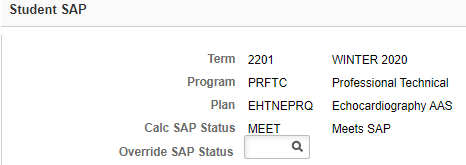 Student SAP
Term 2201 WINTER 2020
Program PRFTC Professional Technical
Plan EHTNEPRQ Echocardiography AAS
Calc SAP Status MEET Meets SAP
Override SAP Status